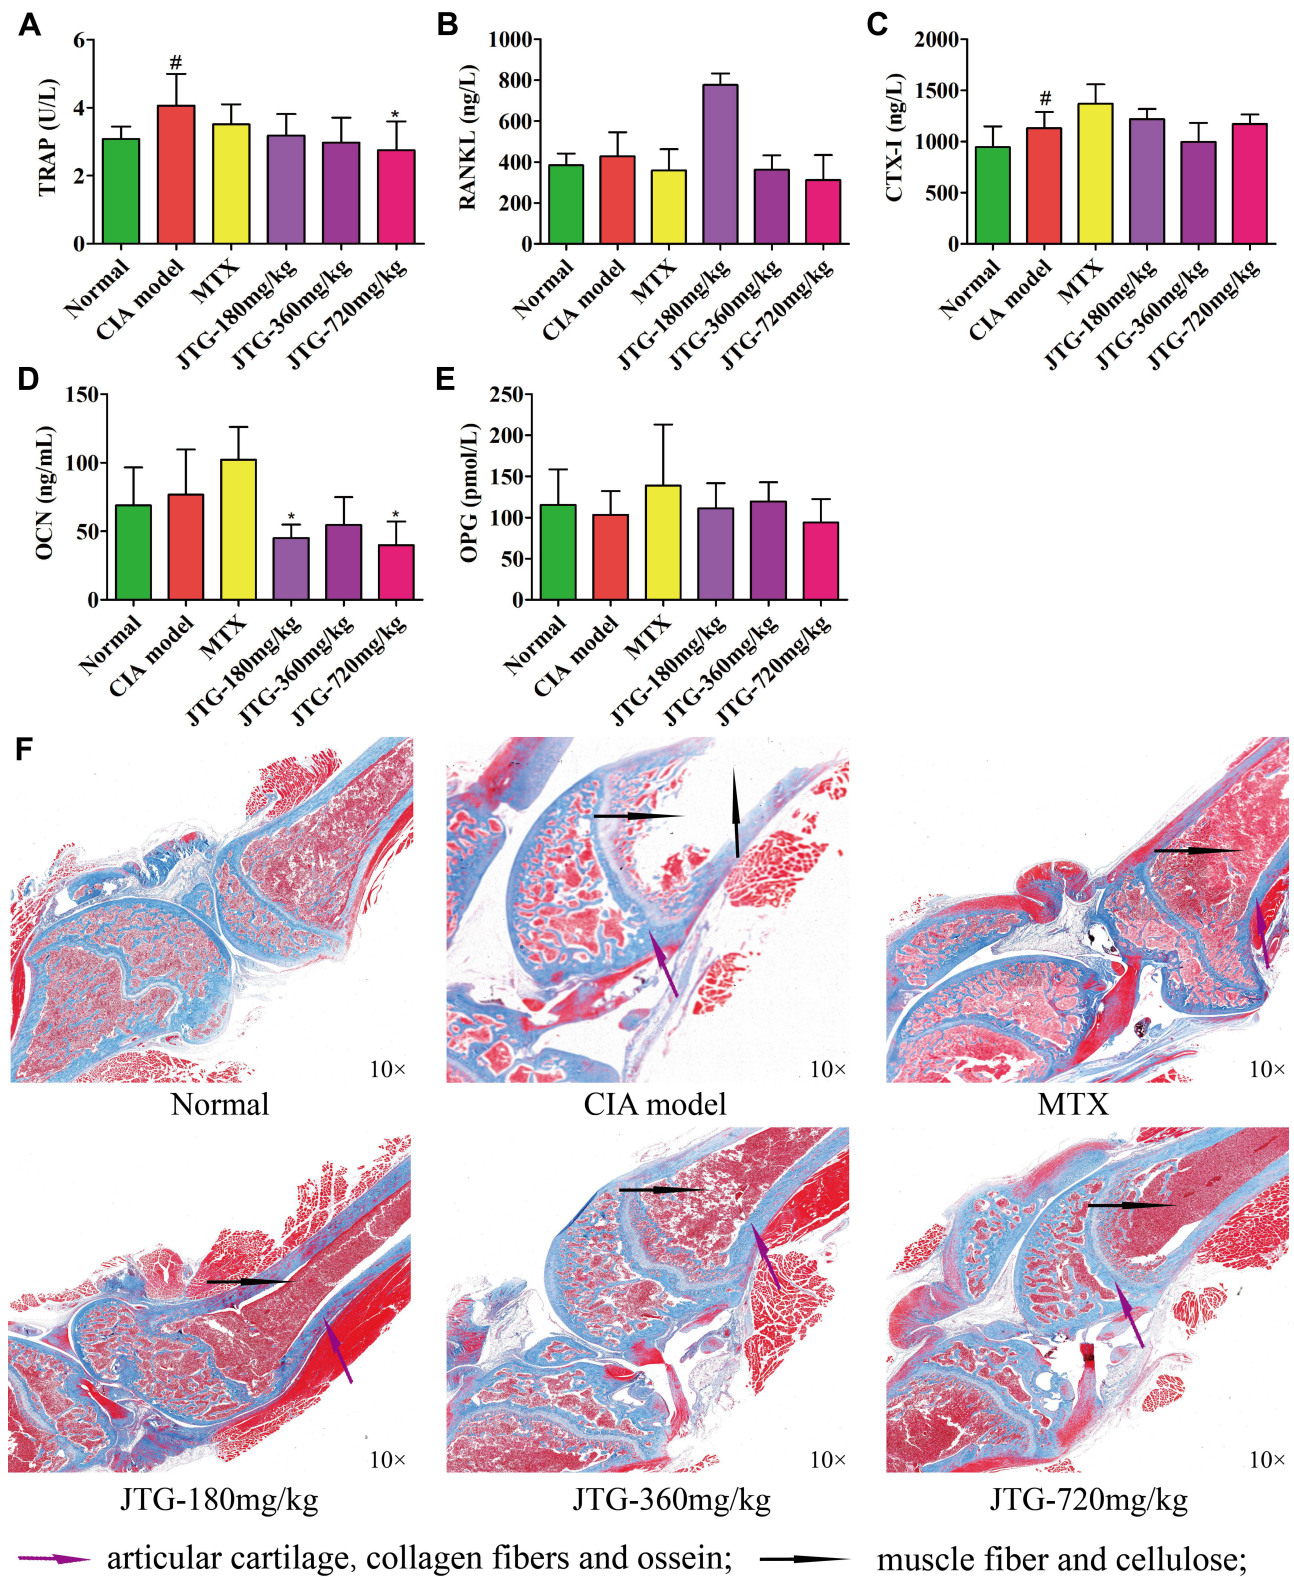 A
TRAP (U/L)
6
4
2
0
#
*
Normal
CIA model
MTX
JTG-180mg/kg
JTG-360mg/kg
JTG-720mg/kg
B
RANKL (ng/L)
1000
800
600
400
200
0
Normal
CIA model
MTX
JTG-180mg/kg
JTG-360mg/kg
JTG-720mg/kg
C
CTX-I (ng/L)
2000
1500
1000
500
0
#
Normal
CIA model
MTX
JTG-180mg/kg
JTG-360mg/kg
JTG-720mg/kg
D
OCN (ng/mL)
150
100
50
0
*
*
Normal
CIA model
MTX
JTG-180mg/kg
JTG-360mg/kg
JTG-720mg/kg
E
OPG (pmol/L)
250
200
150
100
50
0
Normal
CIA model
MTX
JTG-180mg/kg
JTG-360mg/kg
JTG-720mg/kg
F
10×
10×
10×
Normal
CIA model
MTX
10×
10×
10×
JTG-180mg/kg
JTG-360mg/kg
JTG-720mg/kg
articular cartilage, collagen fibers and ossein; muscle fiber and cellulose;